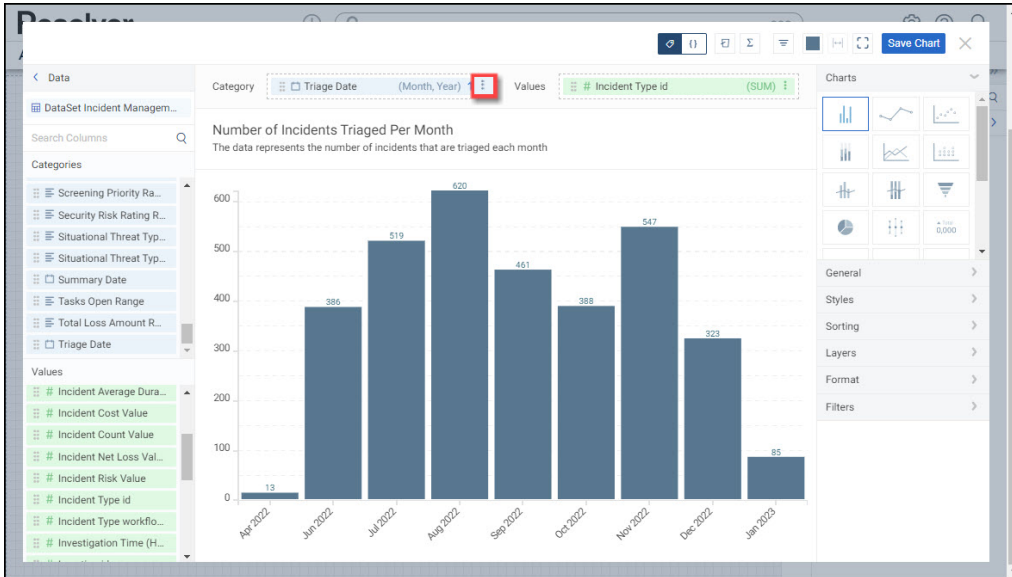 Resolver
Save Chart
Data
DataSet Incident Managem...
Search Columns
Categories
Screening Priority Ra...
Security Risk Rating R...
Situational Threat Typ...
Situational Threat Typ...
Summary Date
Tasks Open Range
Total Loss Amount R...
Triage Date
Values
# Incident Average Dura...
# Incident Cost Value
# Incident Count Value
# Incident Net Loss Val...
# Incident Risk Value
# Incident Type id
# Incident Type workflo...
# Investigation Time (H...
Category Triage Date (Month, Year) Values # Incident Type id (SUM)
Number of Incidents Triaged Per Month
The data represents the number of incidents that are triaged each month
600
500
400
300
200
100
0
13
386
519
620
461
388
547
323
85
Apr 2022
Jun 2022
Jul 2022
Aug 2022
Sep 2022
Oct 2022
Nov 2022
Dec 2022
Jan 2023
Charts
0,000
General
Styles
Sorting
Layers
Format
Filters